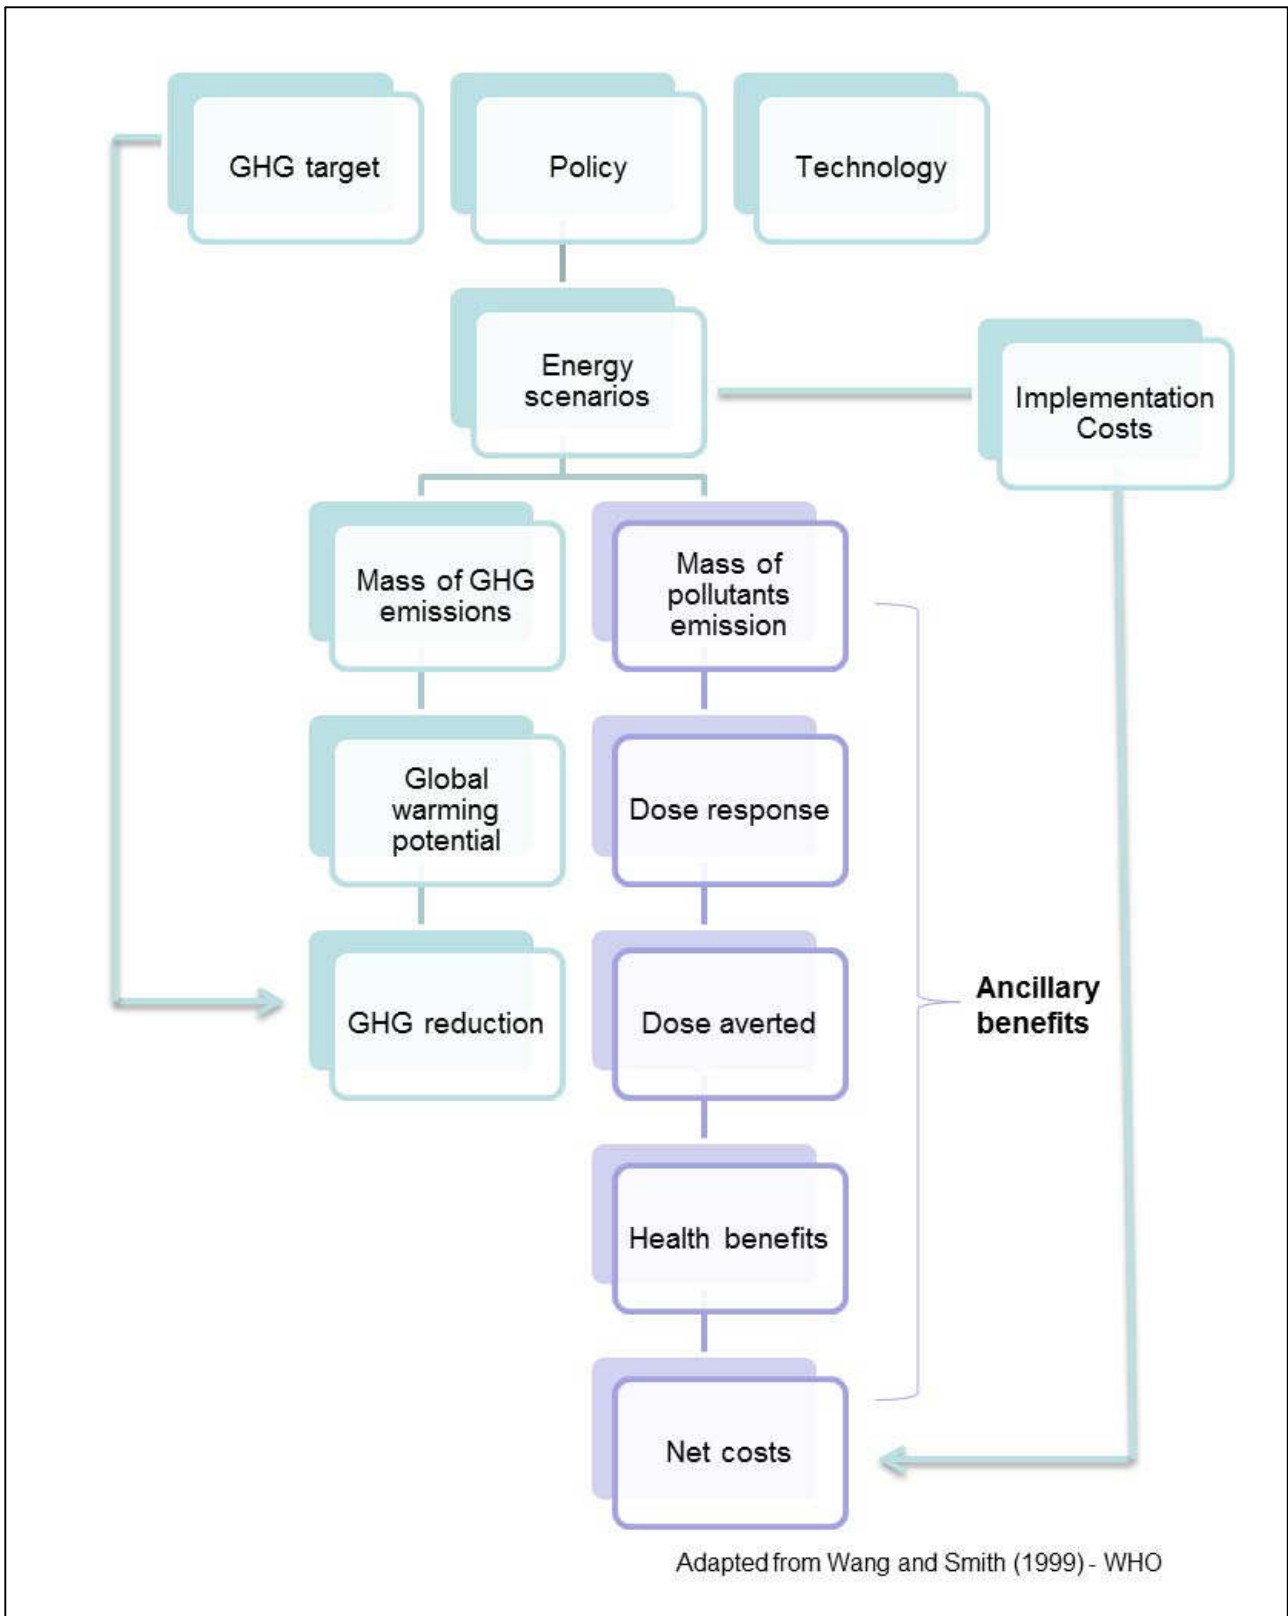 GHG target
Policy
Technology
Energy
scenarios
Implementation
Costs
Mass of GHG
emissions
Mass of
pollutants
emission
Global
warming
potential
Dose response
GHG reduction
Dose averted
Ancillary
benefits
Health benefits
Net costs
Adapted from Wang and Smith (1999) - WHO